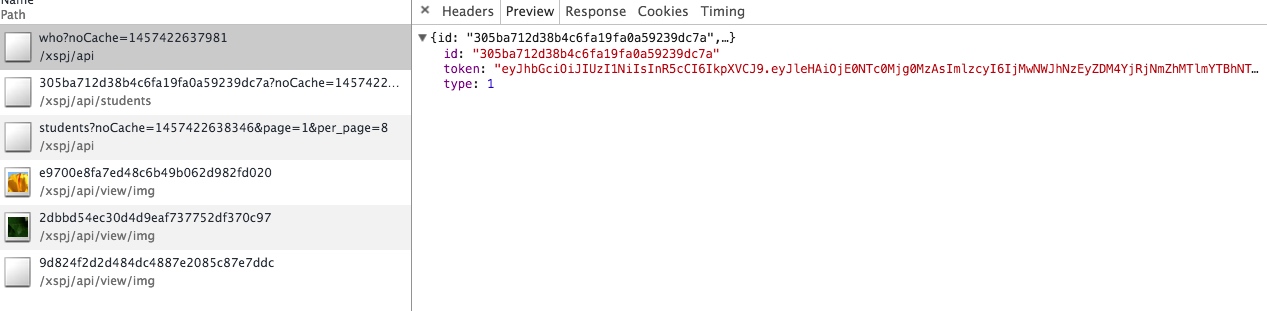 Path
who?noCache=1457422637981
/xspj/api
305ba712d38b4c6fa19fa0a59239dc7a?noCache=1457422...
/xspj/api/students
students?noCache=1457422638346&page=1&per_page=8
/xspj/api
e9700e8fa7ed48c6b49b062d982fd020
/xspj/api/view/img
2dbbd54ec30d4d9eaf737752df370c97
/xspj/api/view/img
9d824f2d2d484dc4887e2085c87e7ddc
/xspj/api/view/img
× Headers Preview Response Cookies Timing
▼{id: "305ba712d38b4c6fa19fa0a59239dc7a",…}
id: "305ba712d38b4c6fa19fa0a59239dc7a"
token: "eyJhbGciOiJIUzI1NiIsInR5cCI6IkpXVCJ9.eyJleHAiOjE0NTc0Mjg0MzAsImlzcyI6IjMwNWJhNzEyZDM4YjRjNmZhMTlmYTBhNT…
type: 1